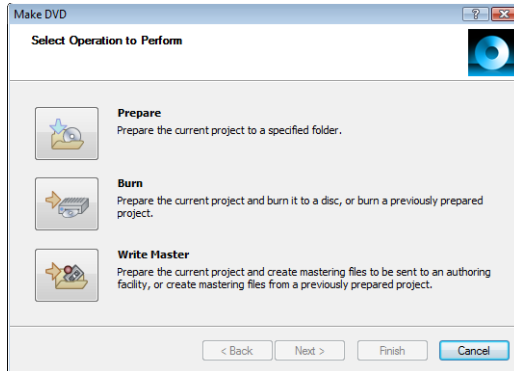 Make DVD
Select Operation to Perform
Prepare
Prepare the current project to a specified folder.
Burn
Prepare the current project and burn it to a disc, or burn a previously prepared
project.
Write Master
Prepare the current project and create mastering files to be sent to an authoring
facility, or create mastering files from a previously prepared project.
< Back Next > Finish Cancel